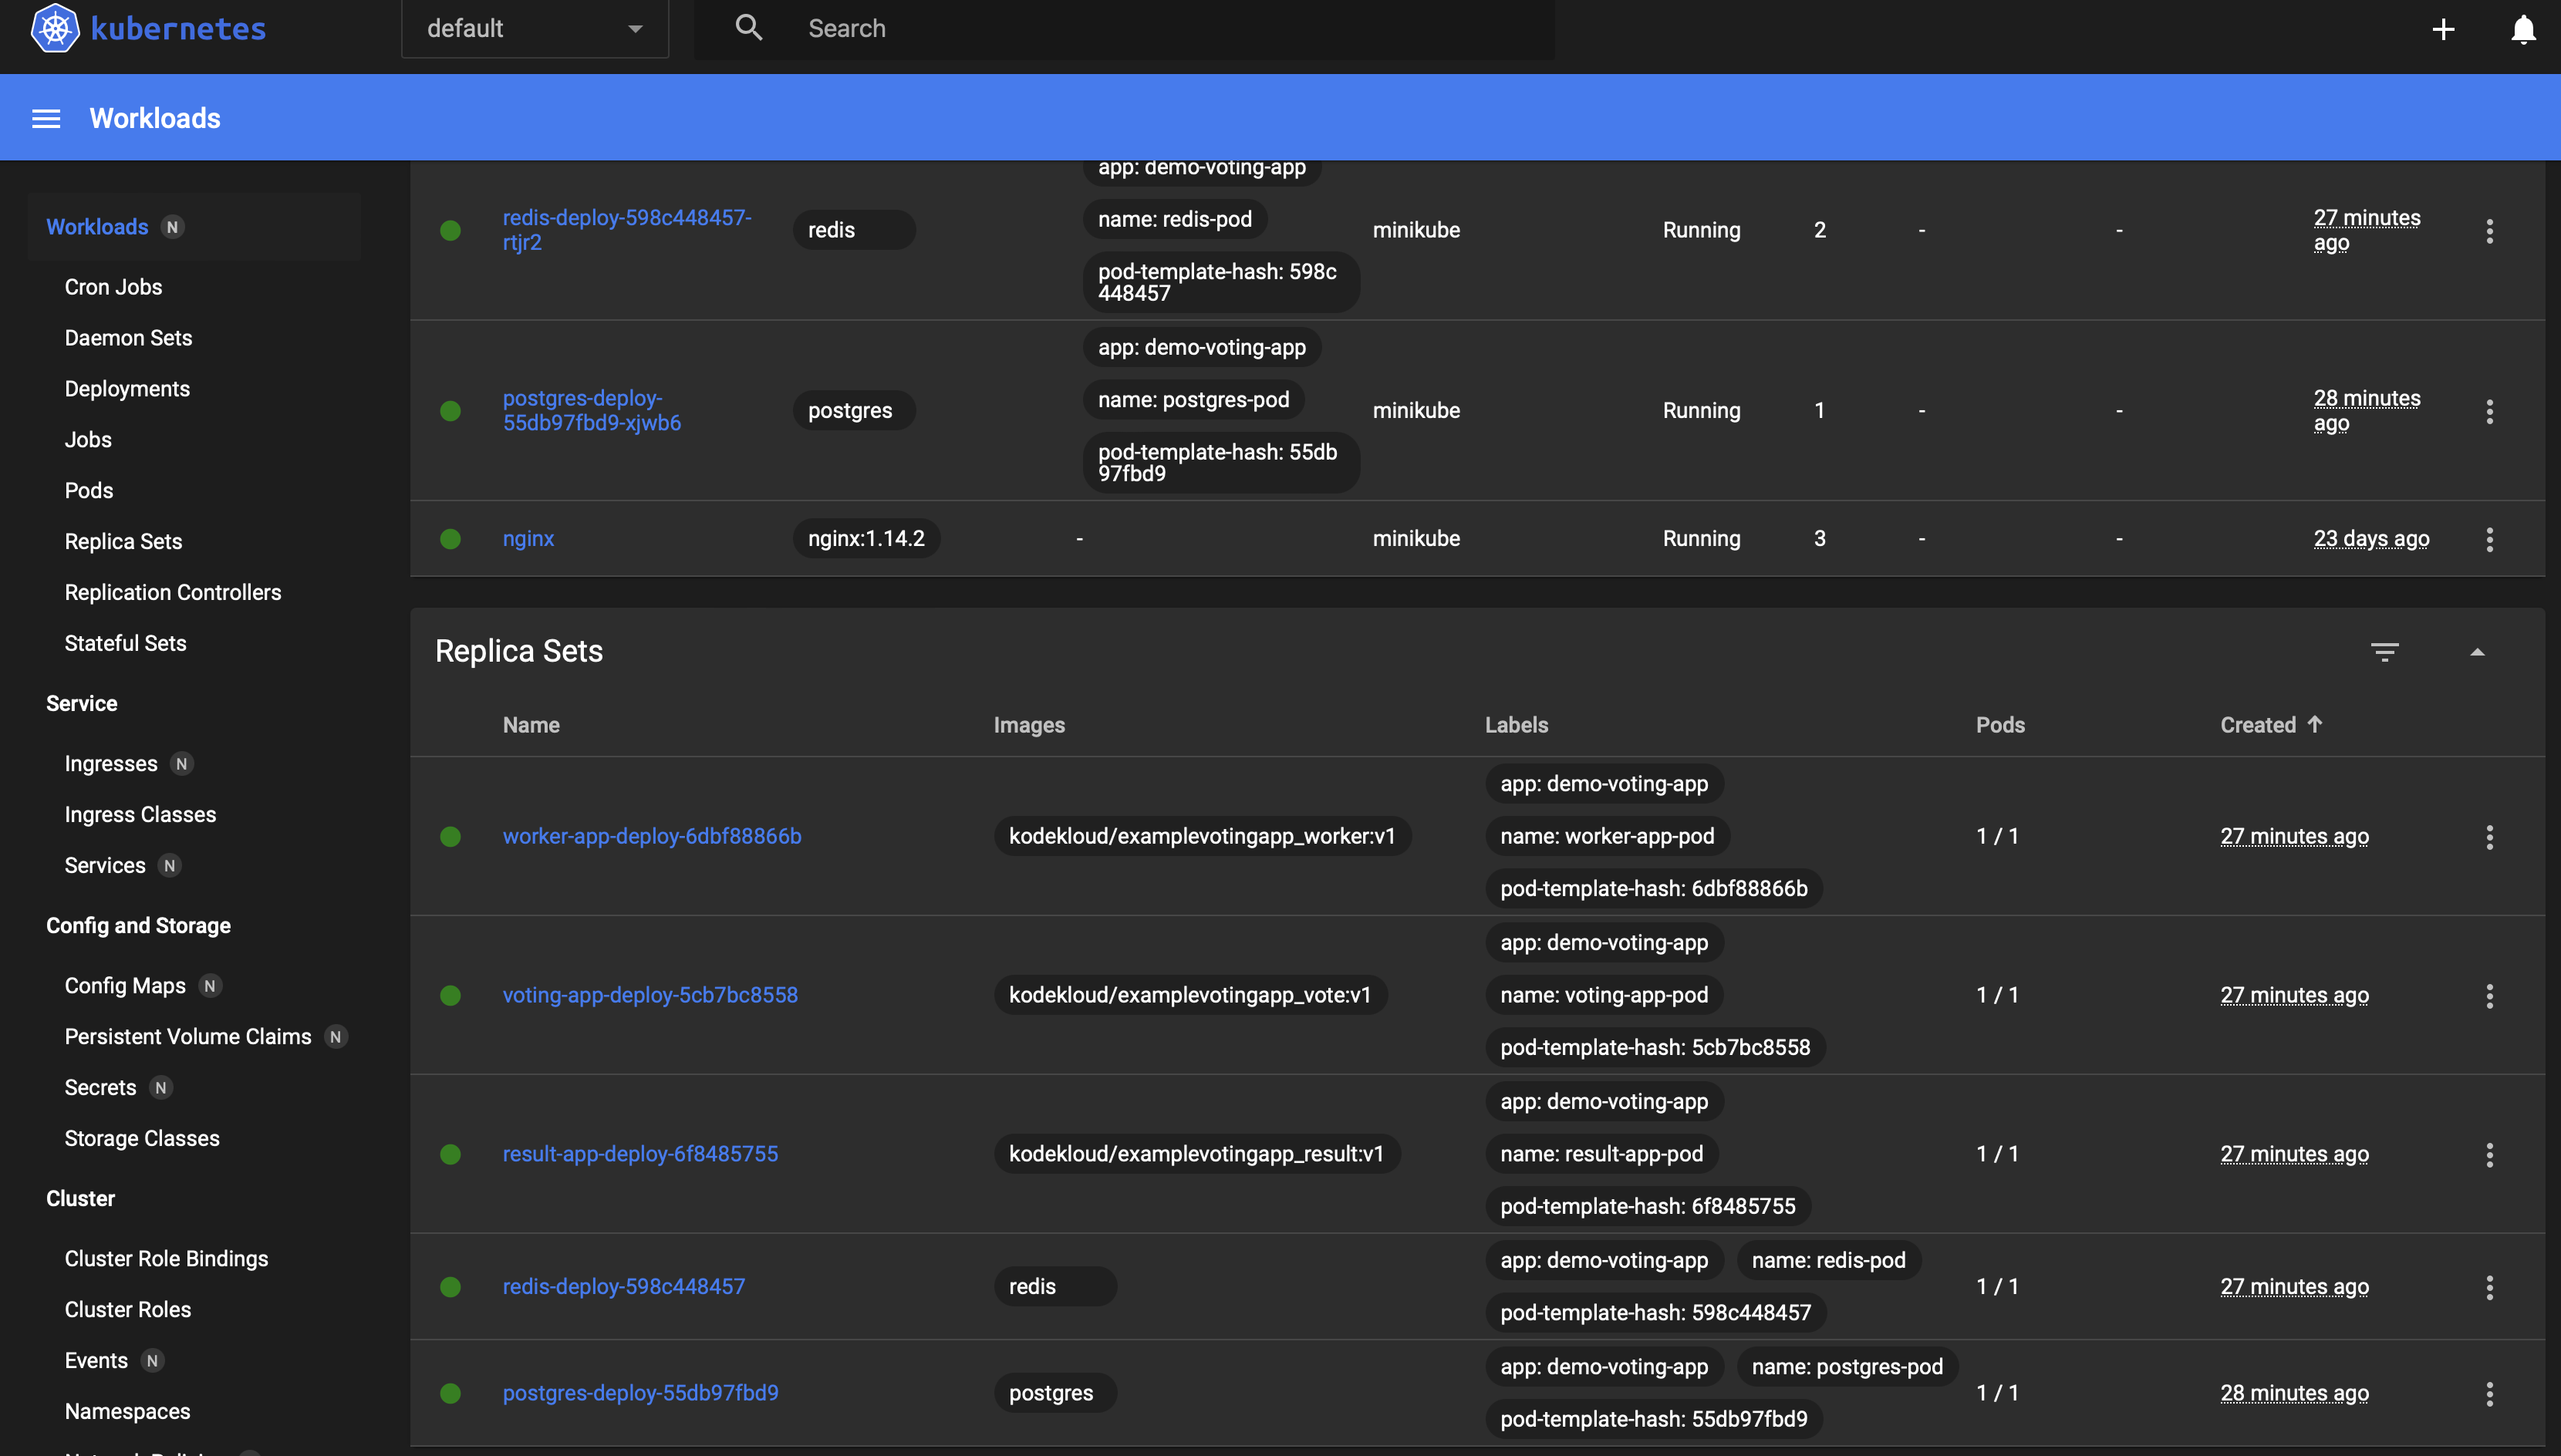 kubernetes
default
Search
Workloads
Workloads N
Cron Jobs
Daemon Sets
Deployments
Jobs
Pods
Replica Sets
Replication Controllers
Stateful Sets
Service
Ingresses N
Ingress Classes
Services N
Config and Storage
Config Maps N
Persistent Volume Claims N
Secrets N
Storage Classes
Cluster
Cluster Role Bindings
Cluster Roles
Events N
Namespaces
app: demo-voting-app
redis-deploy-598c448457-
rtjr2
redis
name: redis-pod
pod-template-hash: 598c
448457
minikube
Running
2
-
-
27 minutes
ago
postgres-deploy-
55db97fbd9-xjwb6
postgres
app: demo-voting-app
name: postgres-pod
pod-template-hash: 55db
97fbd9
minikube
Running
1
-
-
28 minutes
ago
nginx
nginx:1.14.2
-
minikube
Running
3
-
-
23 days ago
Replica Sets
Name Images Labels Pods Created
worker-app-deploy-6dbf88866b
kodekloud/examplevotingapp_worker:v1
app: demo-voting-app
name: worker-app-pod
pod-template-hash: 6dbf88866b
1 / 1
27 minutes ago
voting-app-deploy-5cb7bc8558
kodekloud/examplevotingapp_vote:v1
app: demo-voting-app
name: voting-app-pod
pod-template-hash: 5cb7bc8558
1 / 1
27 minutes ago
result-app-deploy-6f8485755
kodekloud/examplevotingapp_result:v1
app: demo-voting-app
name: result-app-pod
pod-template-hash: 6f8485755
1 / 1
27 minutes ago
redis-deploy-598c448457
redis
app: demo-voting-app name: redis-pod
pod-template-hash: 598c448457
1 / 1
27 minutes ago
postgres-deploy-55db97fbd9
postgres
app: demo-voting-app name: postgres-pod
pod-template-hash: 55db97fbd9
1 / 1
28 minutes ago